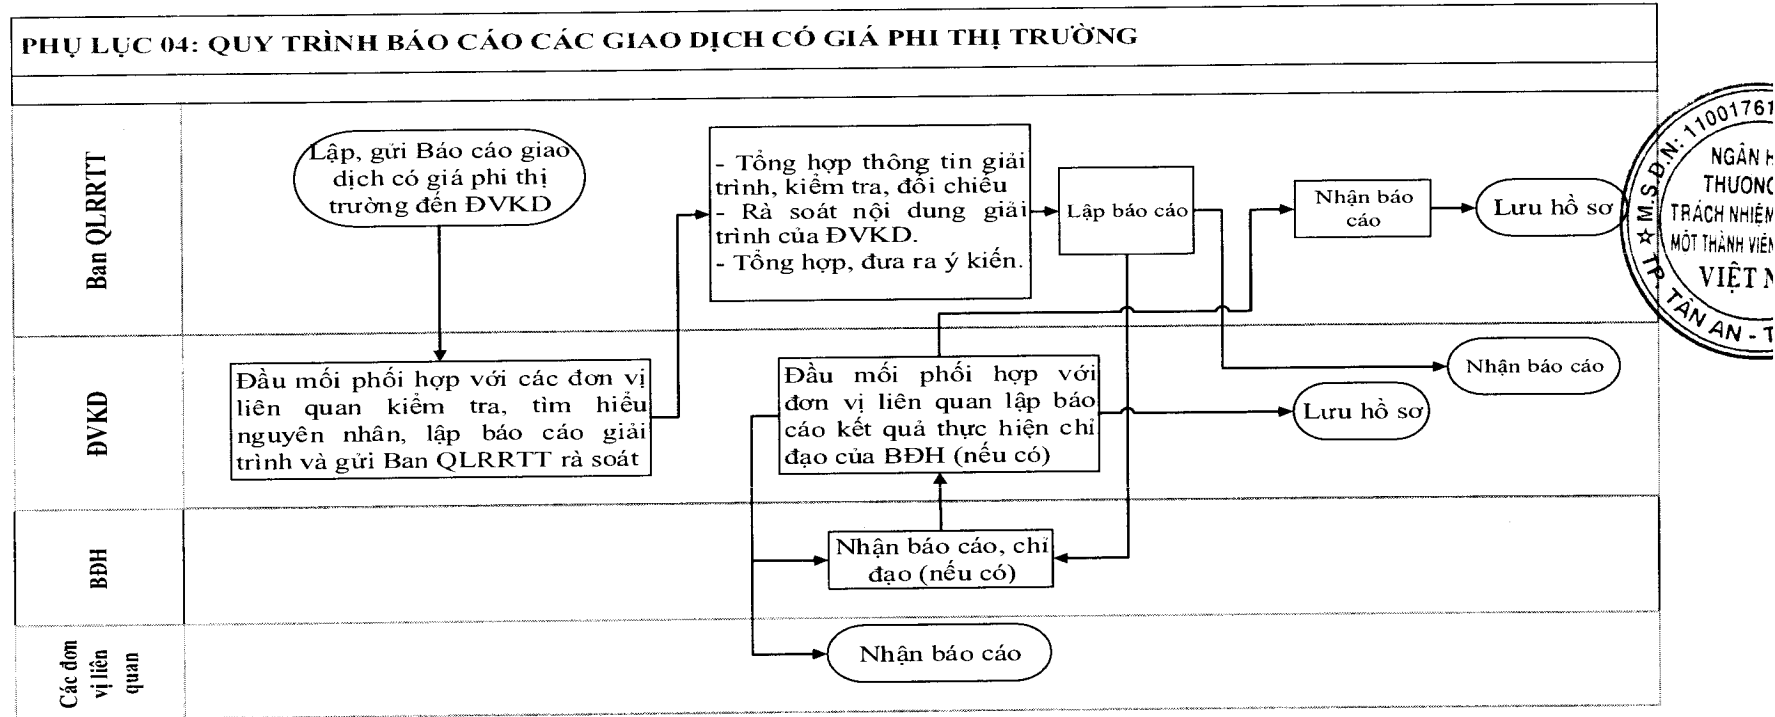 PHỤ LỤC 04: QUY TRÌNH BÁO CÁO CÁC GIAO DỊCH CÓ GIÁ PHI THỊ TRƯỜNG
Ban QLRRTT
Lập, gửi Báo cáo giao
dịch có giá phi thị
trường đến ĐVKD
- Tổng hợp thông tin giải
trình, kiểm tra, đối chiếu
- Rà soát nội dung giải
trình của ĐVKD.
- Tổng hợp, đưa ra ý kiến.
Lập báo cáo
Nhận báo
cáo
Lưu hồ sơ
M.S.D.N: 11001761
NGÂN H
THƯƠNG
TRÁCH NHIỆM
MỘT THÀNH VIÊN
VIỆT N
TP. TÂN AN - T
ĐVKD
Đầu mối phối hợp với các đơn vị
liên quan kiểm tra, tìm hiểu
nguyên nhân, lập báo cáo giải
trình và gửi Ban QLRRTT rà soát
Đầu mối phối hợp với
đơn vị liên quan lập báo
cáo kết quả thực hiện chỉ
đạo của BĐH (nếu có)
Nhận báo cáo
Lưu hồ sơ
BĐH
Nhận báo cáo, chỉ
đạo (nếu có)
Các đơn
vị liên
quan
Nhận báo cáo